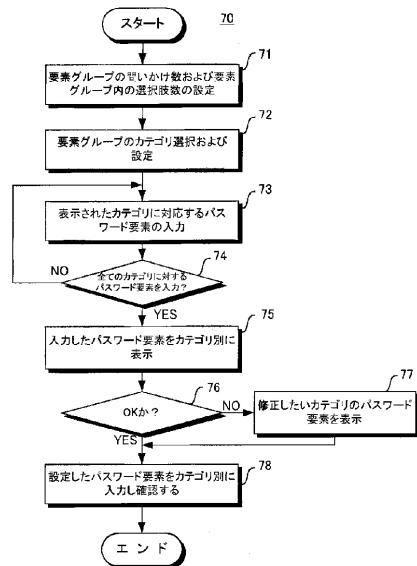 スタート
70
71
要素グループの問いかけ数および要素
グループ内の選択肢数の設定
72
要素グループのカテゴリ選択および
設定
73
表示されたカテゴリに対応するパス
ワード要素の入力
74
NO
全てのカテゴリに対する
パスワード要素を入力?
YES
75
入力したパスワード要素をカテゴリ別に
表示
76
77
OKか?
NO
修正したいカテゴリのパスワード
要素を表示
YES
78
設定したパスワード要素をカテゴリ別に
入力し確認する
エンド